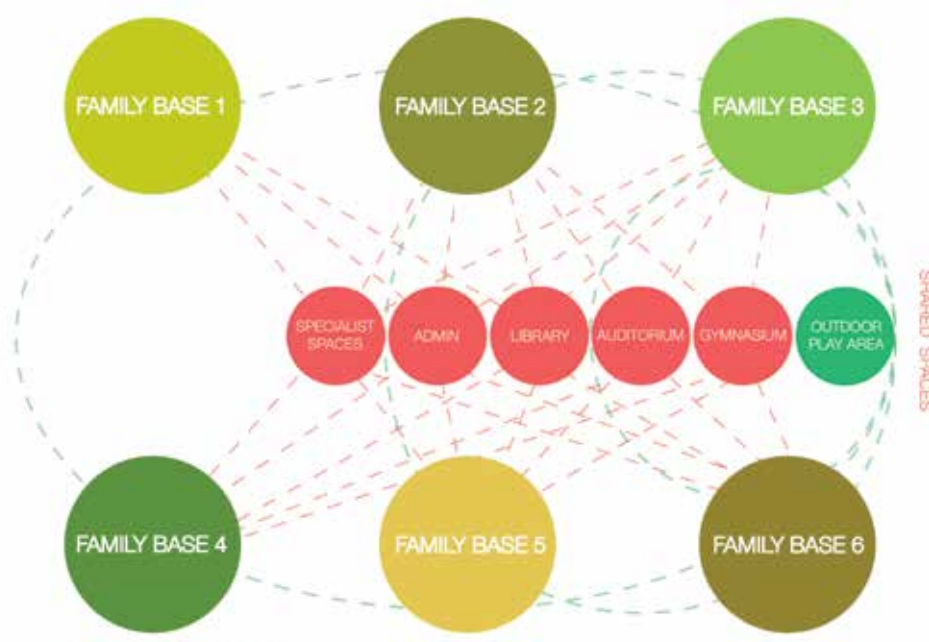 FAMILY BASE 1
FAMILY BASE 2
FAMILY BASE 3
SPECIALIST
SPACES
ADMIN
LIBRARY
AUDITORIUM
GYMNASIUM
OUTDOOR
PLAY AREA
SHARED SPACES
FAMILY BASE 4
FAMILY BASE 5
FAMILY BASE 6